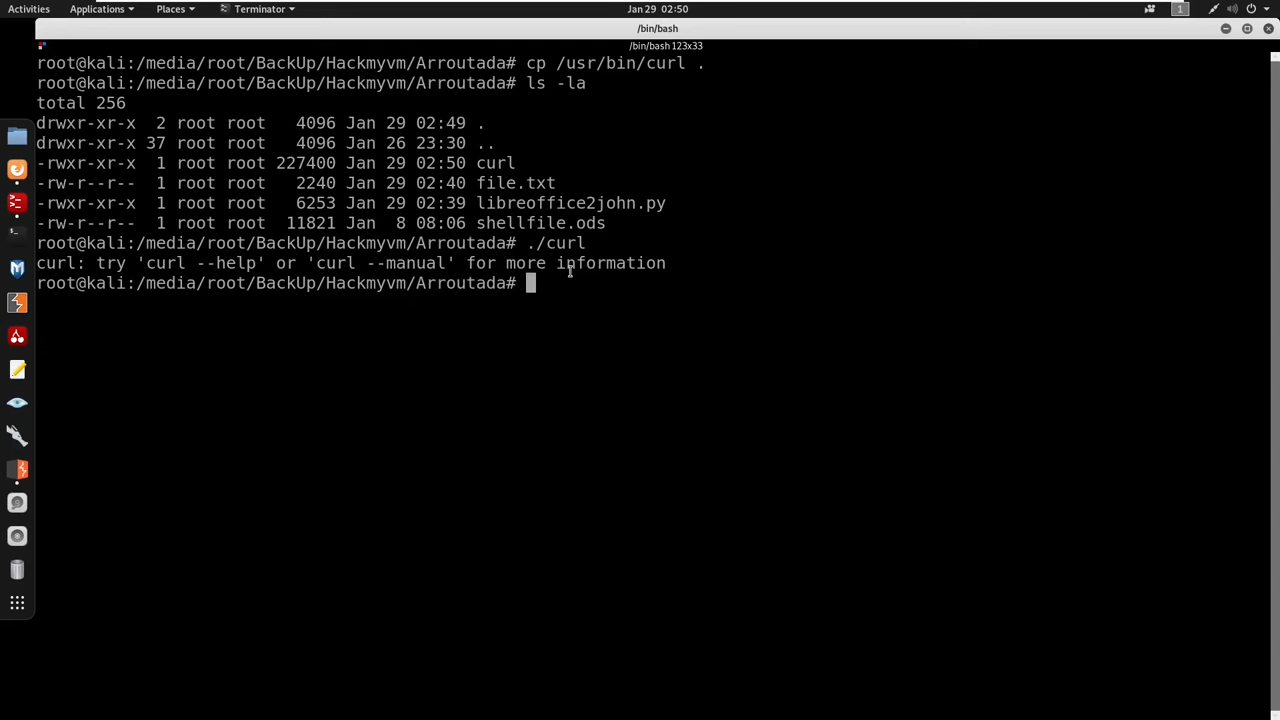 Activities Applications Places Terminator Jan 29 02:50 1
/bin/bash
/bin/bash 123x33
root@kali:/media/root/BackUp/Hackmyvm/Arroutada# cp /usr/bin/curl .
root@kali:/media/root/BackUp/Hackmyvm/Arroutada# ls -la
total 256
drwxr-xr-x  2 root root   4096 Jan 29 02:49 .
drwxr-xr-x 37 root root   4096 Jan 26 23:30 ..
-rwxr-xr-x  1 root root 227400 Jan 29 02:50 curl
-rw-r--r--  1 root root   2240 Jan 29 02:40 file.txt
-rwxr-xr-x  1 root root   6253 Jan 29 02:39 libreoffice2john.py
-rw-r--r--  1 root root  11821 Jan  8 08:06 shellfile.ods
root@kali:/media/root/BackUp/Hackmyvm/Arroutada# ./curl
curl: try 'curl --help' or 'curl --manual' for more information
root@kali:/media/root/BackUp/Hackmyvm/Arroutada#